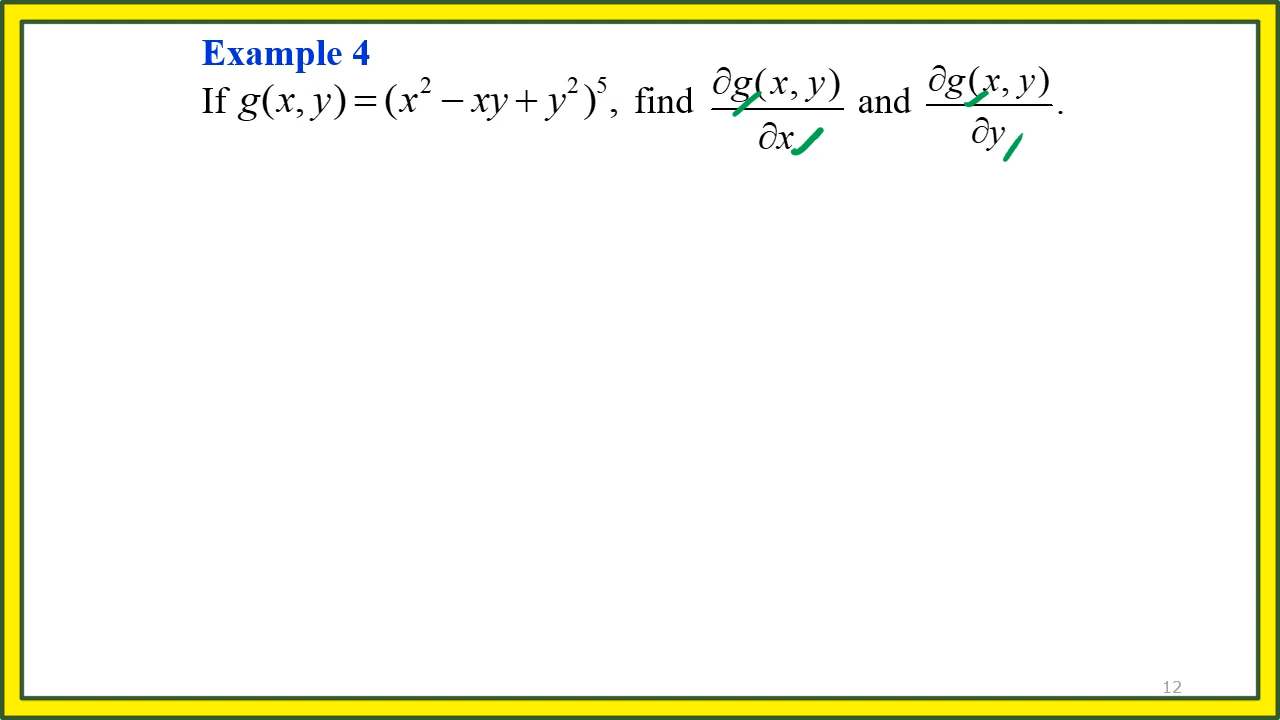 Example 4
If g(x, y) = (x² − xy + y²)⁵, find ∂g(x, y)/∂x and ∂g(x, y)/∂y.
12